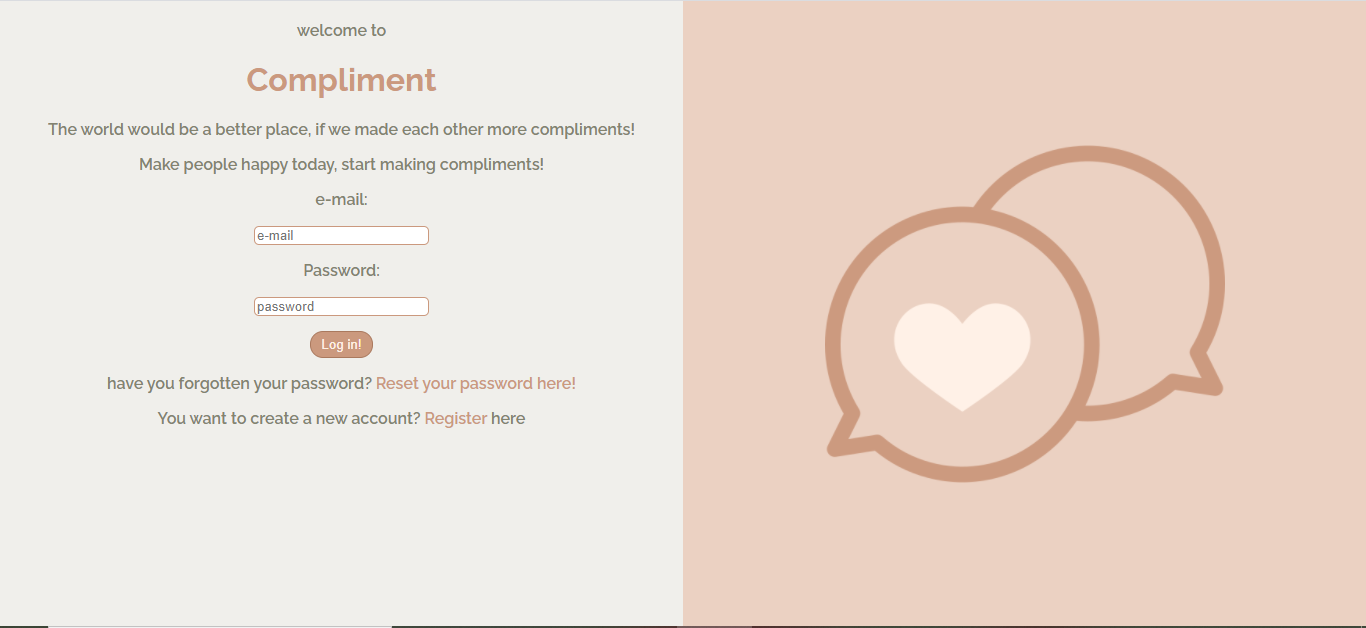 welcome to
Compliment
The world would be a better place, if we made each other more compliments!
Make people happy today, start making compliments!
e-mail:
e-mail
Password:
password
Log in!
have you forgotten your password? Reset your password here!
You want to create a new account? Register here